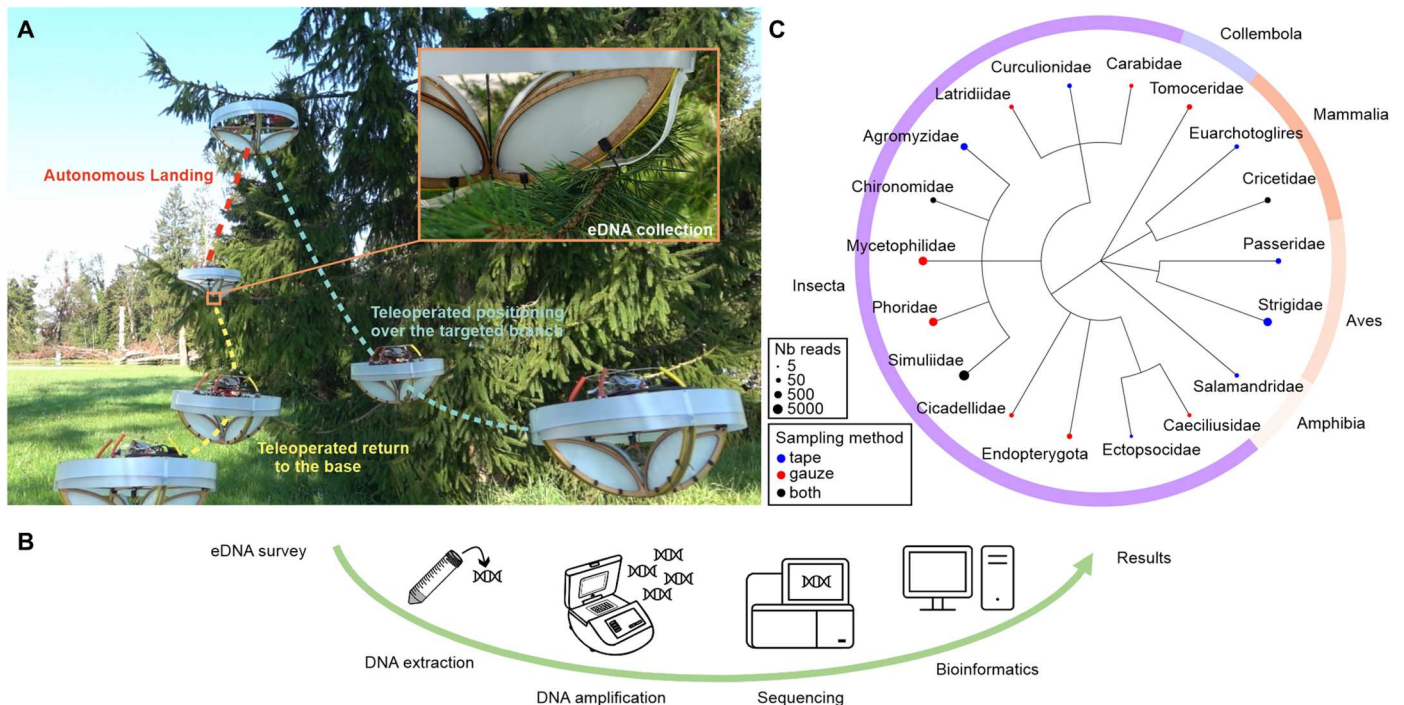 A
Autonomous Landing
eDNA collection
Teleoperated positioning
over the targeted branch
Teleoperated return
to the base
C
Collembola
Mammalia
Aves
Amphibia
Insecta
Curculionidae
Carabidae
Latridiidae
Tomoceridae
Agromyzidae
Euarchotoglires
Chironomidae
Cricetidae
Mycetophilidae
Passeridae
Phoridae
Strigidae
Simuliidae
Salamandridae
Cicadellidae
Caeciliusidae
Endopterygota
Ectopsocidae
Nb reads
5
50
500
5000
Sampling method
tape
gauze
both
B
eDNA survey
DNA extraction
DNA amplification
Sequencing
Bioinformatics
Results